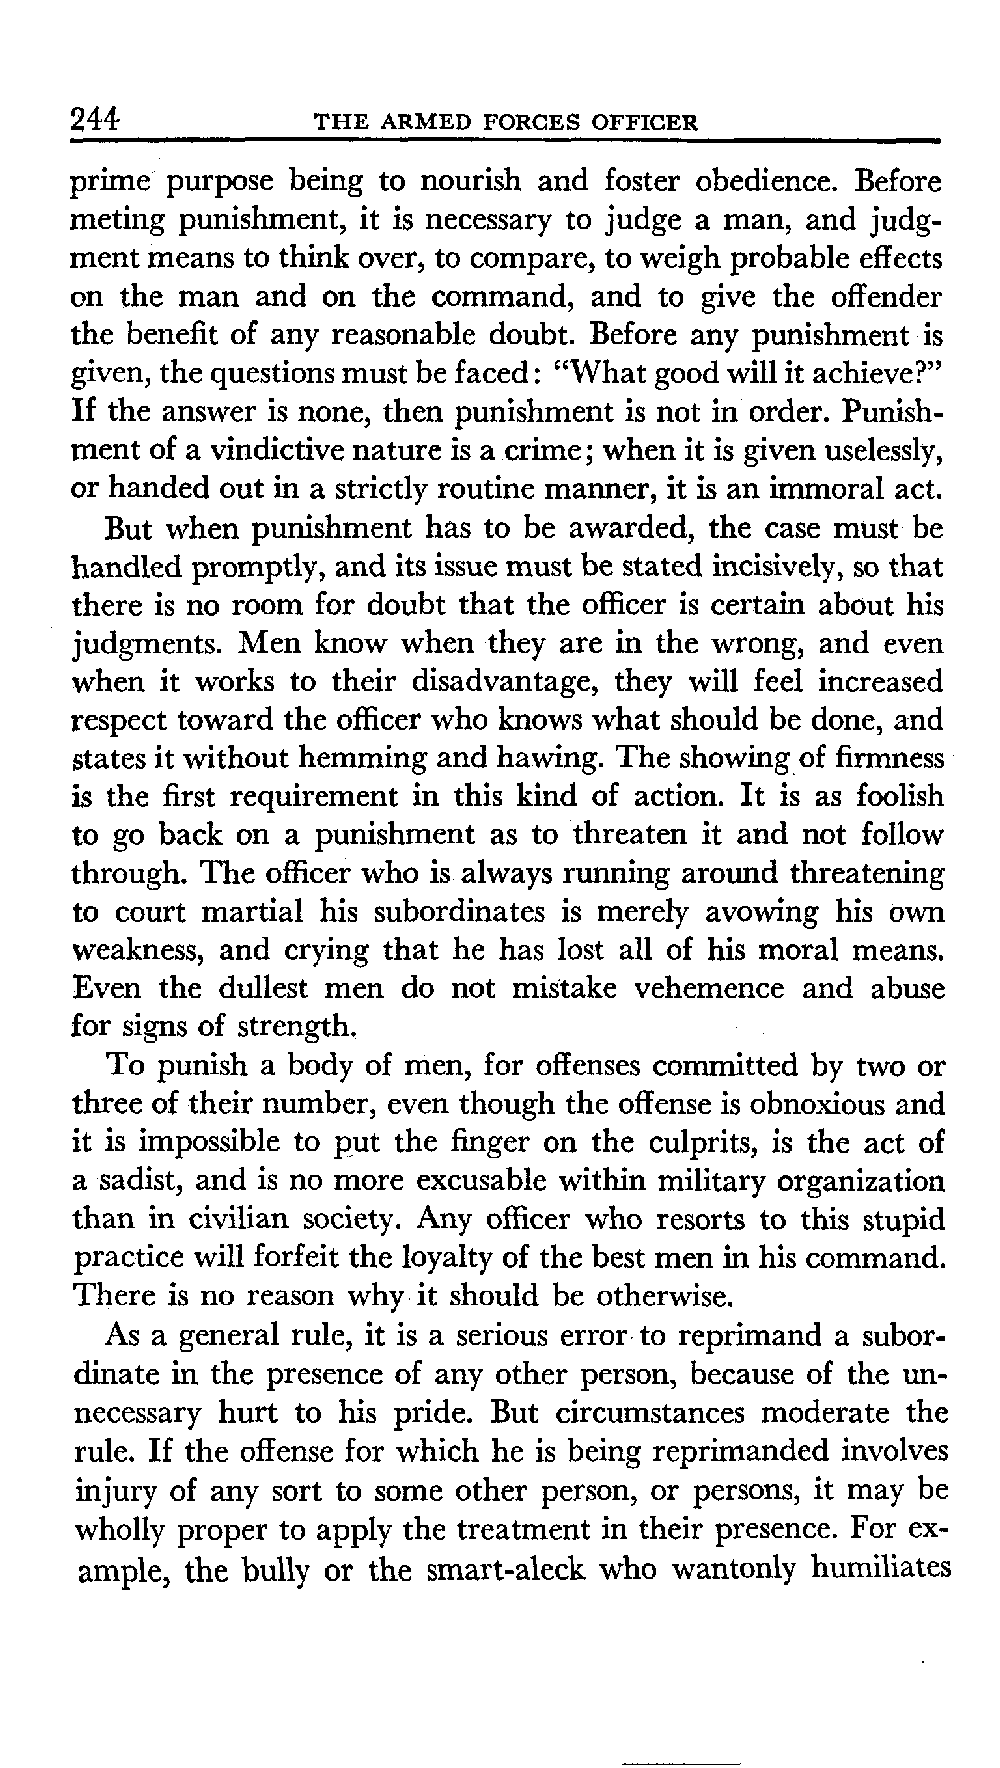 244 THE ARMED FORCES OFFICER
prime purpose being to nourish and foster obedience. Before
meting punishment, it is necessary to judge a man, and judg-
ment means to think over, to compare, to weigh probable effects
on the man and on the command, and to give the offender
the benefit of any reasonable doubt. Before any punishment is
given, the questions must be faced: “What good will it achieve?”
If the answer is none, then punishment is not in order. Punish-
ment of a vindictive nature is a crime; when it is given uselessly,
or handed out in a strictly routine manner, it is an immoral act.
But when punishment has to be awarded, the case must be
handled promptly, and its issue must be stated incisively, so that
there is no room for doubt that the officer is certain about his
judgments. Men know when they are in the wrong, and even
when it works to their disadvantage, they will feel increased
respect toward the officer who knows what should be done, and
states it without hemming and hawing. The showing of firmness
is the first requirement in this kind of action. It is as foolish
to go back on a punishment as to threaten it and not follow
through. The officer who is always running around threatening
to court martial his subordinates is merely avowing his own
weakness, and crying that he has lost all of his moral means.
Even the dullest men do not mistake vehemence and abuse
for signs of strength.
To punish a body of men, for offenses committed by two or
three of their number, even though the offense is obnoxious and
it is impossible to put the finger on the culprits, is the act of
a sadist, and is no more excusable within military organization
than in civilian society. Any officer who resorts to this stupid
practice will forfeit the loyalty of the best men in his command.
There is no reason why it should be otherwise.
As a general rule, it is a serious error to reprimand a subor-
dinate in the presence of any other person, because of the un-
necessary hurt to his pride. But circumstances moderate the
rule. If the offense for which he is being reprimanded involves
injury of any sort to some other person, or persons, it may be
wholly proper to apply the treatment in their presence. For ex-
ample, the bully or the smart-aleck who wantonly humiliates